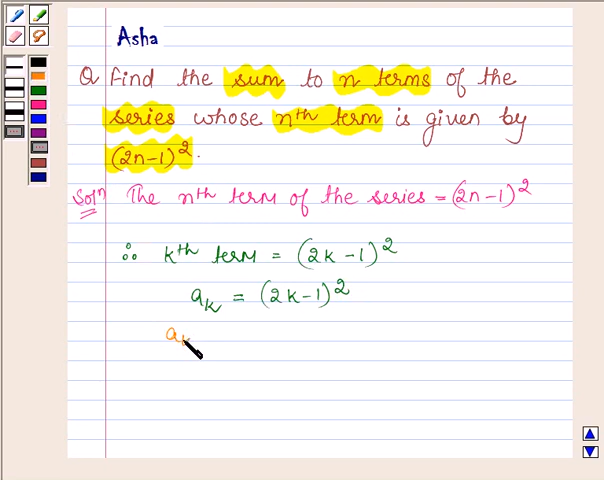 Asha
Q Find the sum to n terms of the
series whose nth term is given by
(2n-1)².
Solⁿ The nth term of the series = (2n-1)²
∴ kth term = (2k-1)²
aₖ = (2k-1)²
aₖ